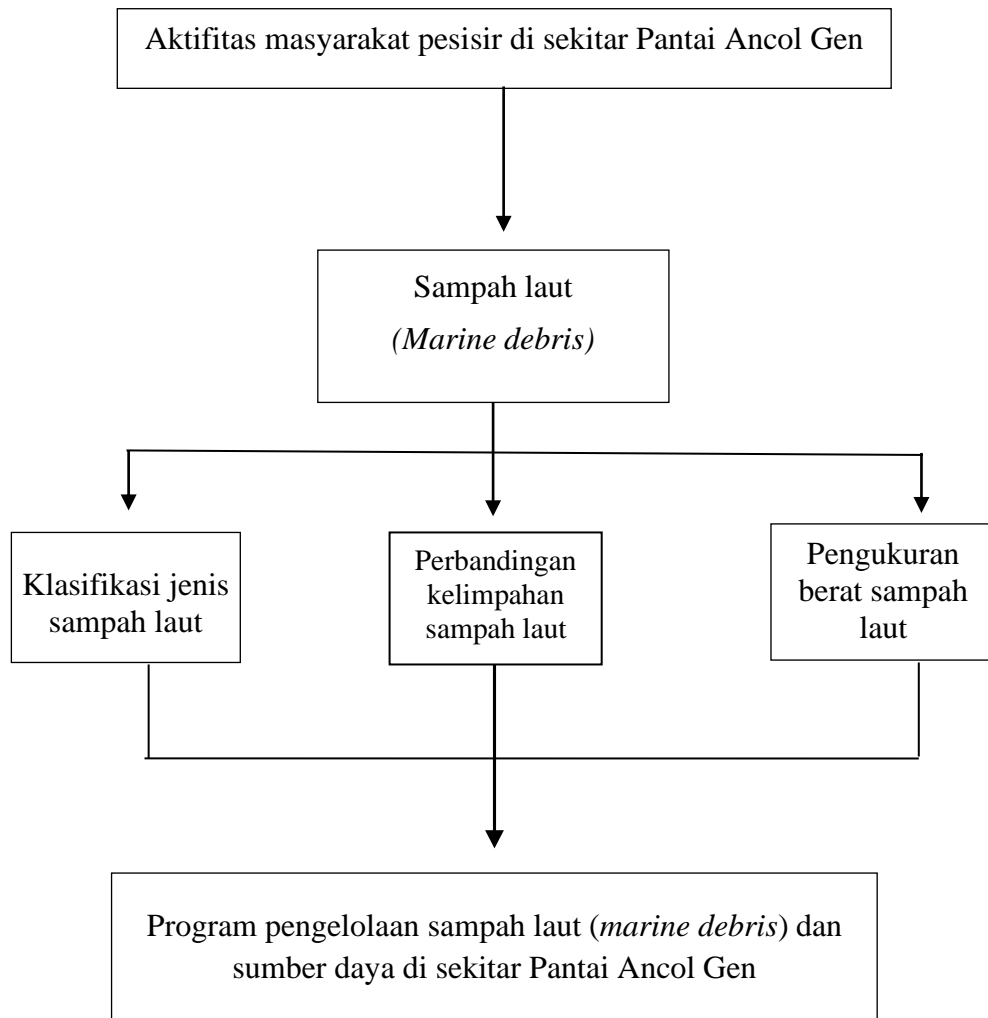 Aktifitas masyarakat pesisir di sekitar Pantai Ancol Gen
Sampah laut
(Marine debris)
Klasifikasi jenis
sampah laut
Perbandingan
kelimpahan
sampah laut
Pengukuran
berat sampah
laut
Program pengelolaan sampah laut (marine debris) dan
sumber daya di sekitar Pantai Ancol Gen